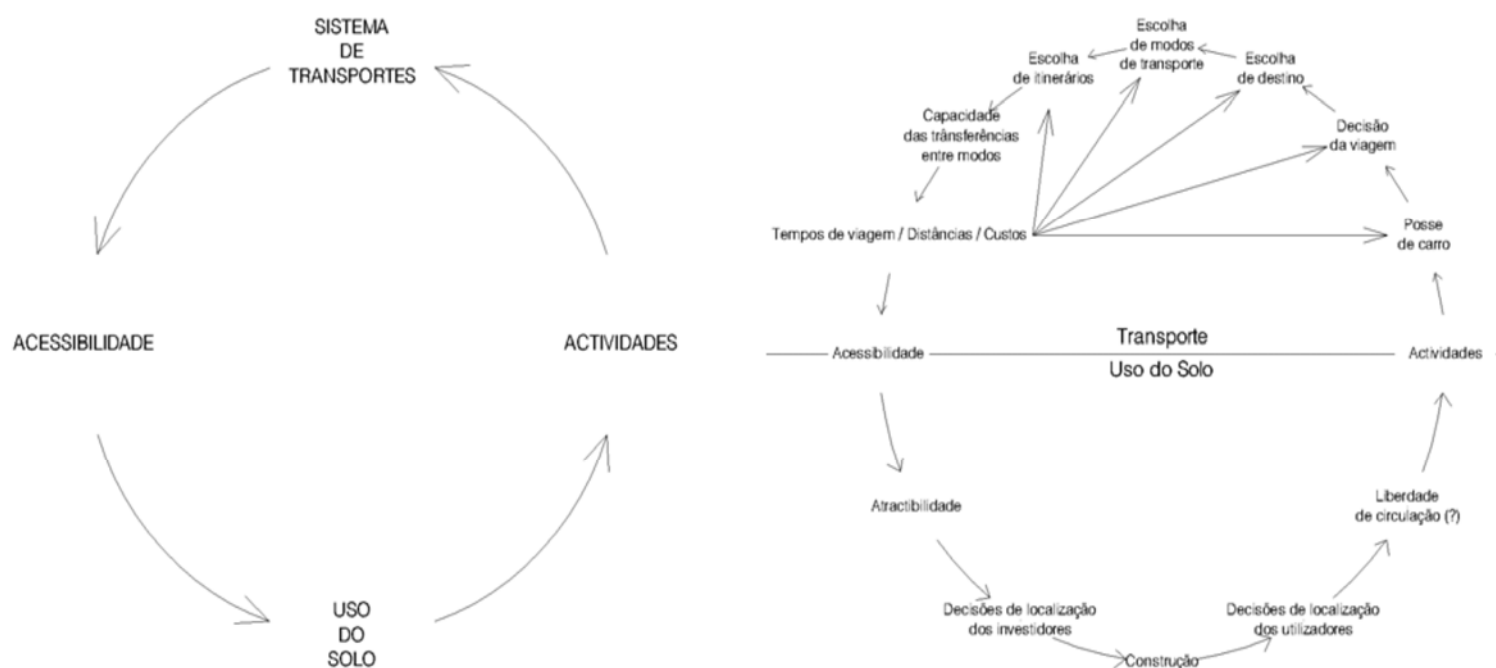 SISTEMA
DE
TRANSPORTES
ACESSIBILIDADE
ACTIVIDADES
USO
DO
SOLO
Escolha
de modos
de transporte
Escolha
de itinerários
Escolha
de destino
Capacidade
das trânsferências
entre modos
Decisão
da viagem
Tempos de viagem / Distâncias / Custos
Posse
de carro
Transporte
Acessibilidade
Actividades
Uso do Solo
Atractibilidade
Liberdade
de circulação (?)
Decisões de localização
dos investidores
Decisões de localização
dos utilizadores
Construção